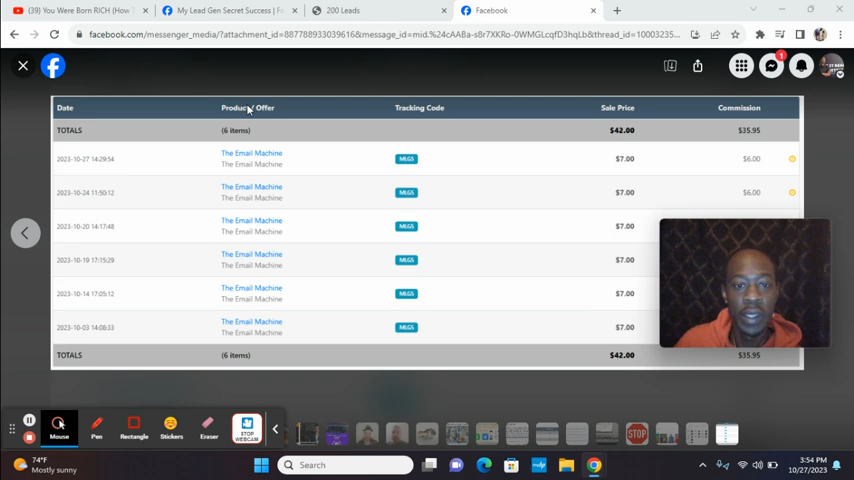 (39) You Were Born RICH (How T
My Lead Gen Secret Success | Fa
200 Leads
Facebook
facebook.com/messenger_media/?attachment_id=887788933039616&message_id=mid.%24cAABa-s8r7XKRo-0WMGLcqfD3hqLb&thread_id=10003235...
1
Date Product / Offer Tracking Code Sale Price Commission
TOTALS (6 items) $42.00 $35.95
2023-10-27 14:29:54 The Email Machine MLGS $7.00 $6.00
The Email Machine
2023-10-24 11:50:12 The Email Machine MLGS $7.00 $6.00
The Email Machine
2023-10-20 14:17:48 The Email Machine MLGS $7.00
The Email Machine
2023-10-19 17:15:29 The Email Machine MLGS $7.00
The Email Machine
2023-10-14 17:05:12 The Email Machine MLGS $7.00
The Email Machine
2023-10-03 14:08:33 The Email Machine MLGS $7.00
The Email Machine
TOTALS (6 items) $42.00 $35.95
Mouse Pen Rectangle Stickers Eraser STOP WEBCAM
STOP
74°F
Mostly sunny
Search
3:54 PM
10/27/2023